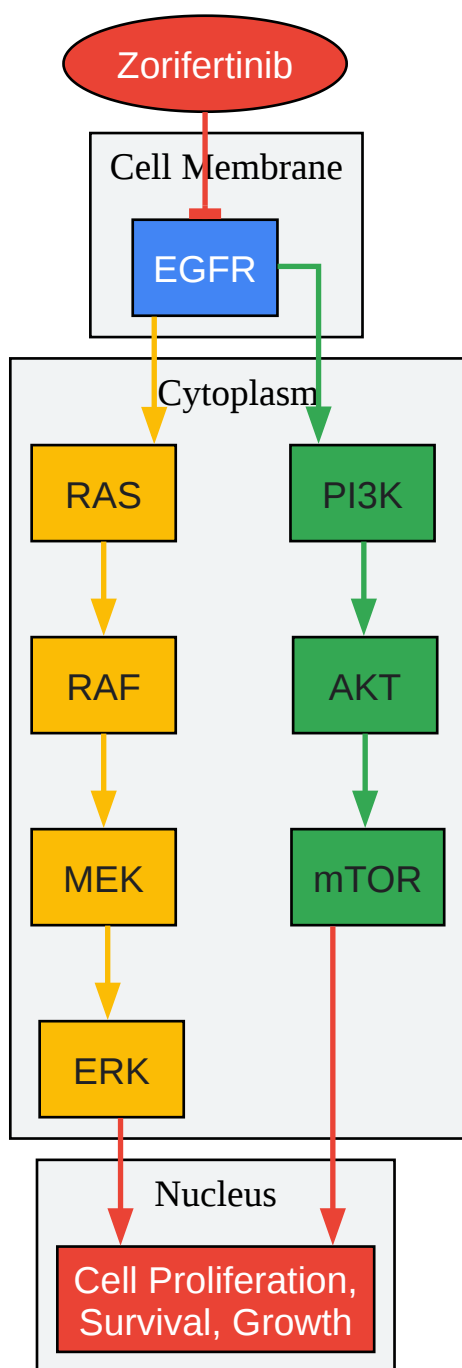 Zorifertinib
Cell Membrane
EGFR
Cytoplasm
RAS
PI3K
RAF
AKT
MEK
mTOR
ERK
Nucleus
Cell Proliferation,
Survival, Growth